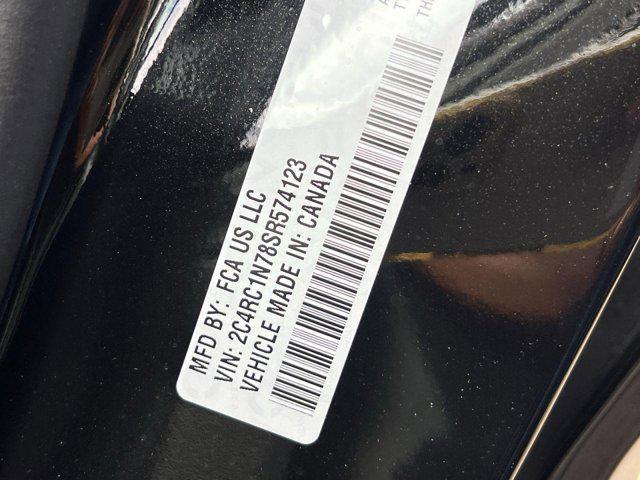 MFD BY: FCA US LLC
VIN: 2C4RC1N78SR574123
VEHICLE MADE IN: CANADA